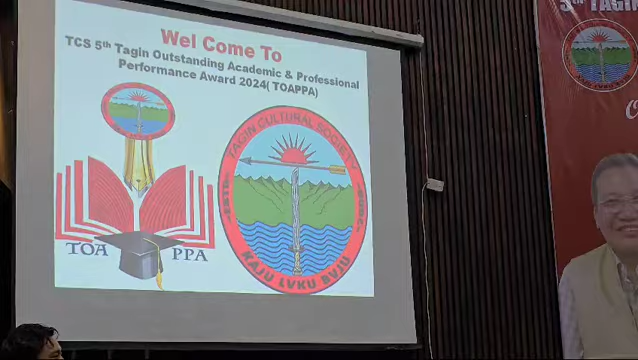 Wel Come To
TCS 5th Tagin Outstanding Academic & Professional
Performance Award 2024( TOAPPA)
TAGIN CULTURAL SOCIETY
KAJU LVKU BVJU
TOA
PPA
5th TAGIN